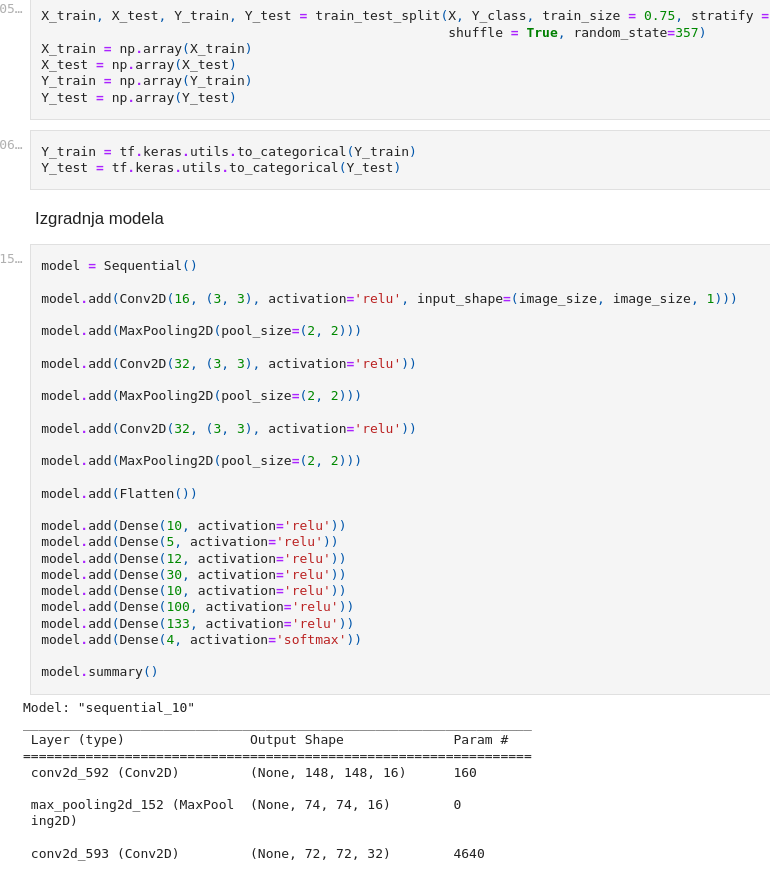 05…
X_train, X_test, Y_train, Y_test = train_test_split(X, Y_class, train_size = 0.75, stratify =
shuffle = True, random_state=357)
X_train = np.array(X_train)
X_test = np.array(X_test)
Y_train = np.array(Y_train)
Y_test = np.array(Y_test)
06…
Y_train = tf.keras.utils.to_categorical(Y_train)
Y_test = tf.keras.utils.to_categorical(Y_test)
Izgradnja modela
15…
model = Sequential()
model.add(Conv2D(16, (3, 3), activation='relu', input_shape=(image_size, image_size, 1)))
model.add(MaxPooling2D(pool_size=(2, 2)))
model.add(Conv2D(32, (3, 3), activation='relu'))
model.add(MaxPooling2D(pool_size=(2, 2)))
model.add(Conv2D(32, (3, 3), activation='relu'))
model.add(MaxPooling2D(pool_size=(2, 2)))
model.add(Flatten())
model.add(Dense(10, activation='relu'))
model.add(Dense(5, activation='relu'))
model.add(Dense(12, activation='relu'))
model.add(Dense(30, activation='relu'))
model.add(Dense(10, activation='relu'))
model.add(Dense(100, activation='relu'))
model.add(Dense(133, activation='relu'))
model.add(Dense(4, activation='softmax'))
model.summary()
Model: "sequential_10"
_________________________________________________________________
Layer (type) Output Shape Param #
=================================================================
conv2d_592 (Conv2D) (None, 148, 148, 16) 160
max_pooling2d_152 (MaxPool (None, 74, 74, 16) 0
ing2D)
conv2d_593 (Conv2D) (None, 72, 72, 32) 4640